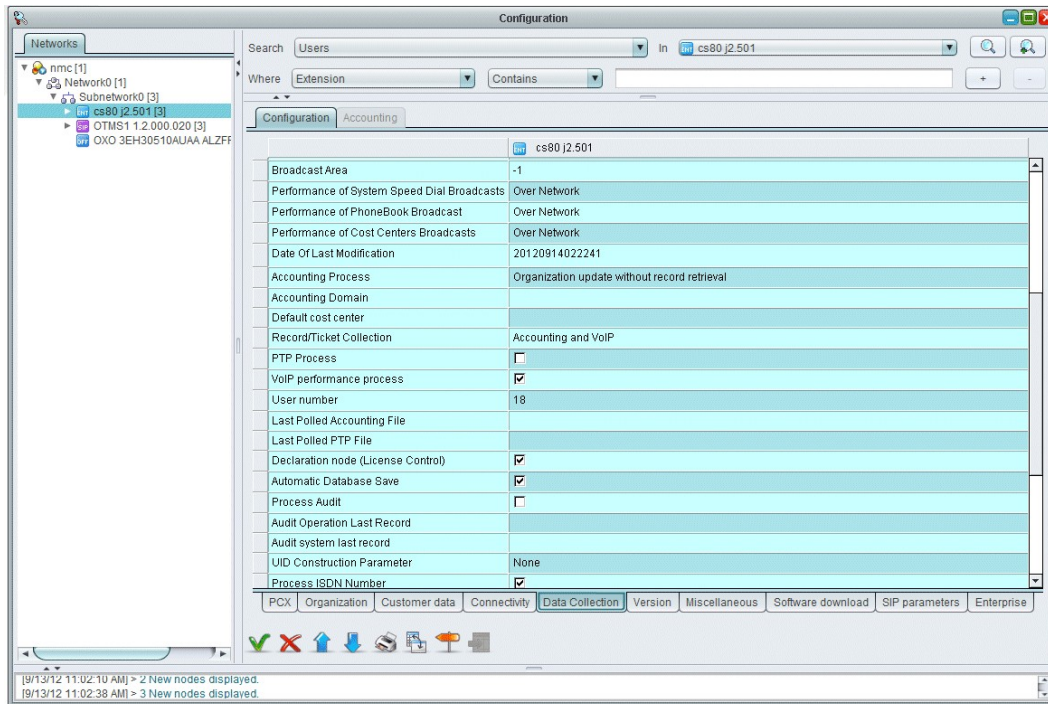 Configuration
Networks
nmc [1]
Network0 [1]
Subnetwork0 [3]
ENT cs80 j2.501 [3]
SIP OTMS1 1.2.000.020 [3]
OFF OXO 3EH30510AUAA ALZFF
Search Users In ENT cs80 j2.501
Where Extension Contains + -
Configuration Accounting
ENT cs80 j2.501
Broadcast Area -1
Performance of System Speed Dial Broadcasts Over Network
Performance of PhoneBook Broadcast Over Network
Performance of Cost Centers Broadcasts Over Network
Date Of Last Modification 20120914022241
Accounting Process Organization update without record retrieval
Accounting Domain
Default cost center
Record/Ticket Collection Accounting and VoIP
PTP Process
VoIP performance process
User number 18
Last Polled Accounting File
Last Polled PTP File
Declaration node (License Control)
Automatic Database Save
Process Audit
Audit Operation Last Record
Audit system last record
UID Construction Parameter None
Process ISDN Number
PCX Organization Customer data Connectivity Data Collection Version Miscellaneous Software download SIP parameters Enterprise
[9/13/12 11:02:10 AM] > 2 New nodes displayed.
[9/13/12 11:02:38 AM] > 3 New nodes displayed.